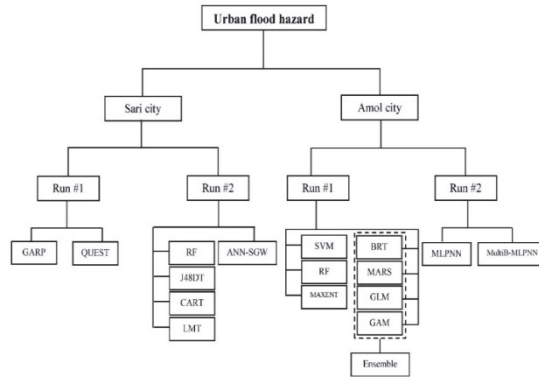 Urban flood hazard
Sari city
Amol city
Run #1
Run #2
Run #1
Run #2
GARP
QUEST
RF
J48DT
CART
LMT
ANN-SGW
SVM
RF
MAXENT
BRT
MARS
GLM
GAM
MLPNN
MultiB-MLPNN
Ensemble